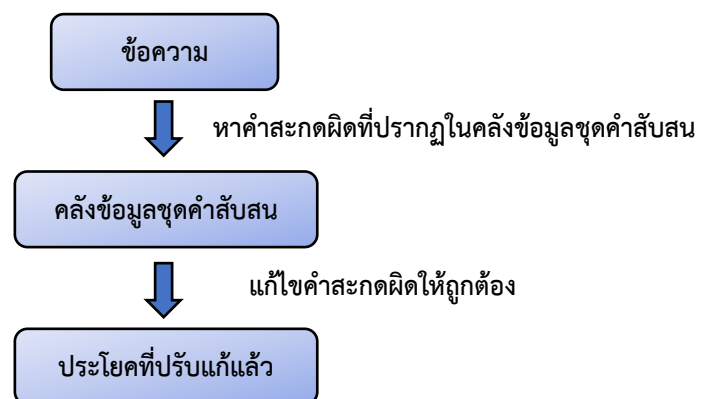 ข้อความ
หาคำสะกดผิดที่ปรากฏในคลังข้อมูลชุดคำสับสน
คลังข้อมูลชุดคำสับสน
แก้ไขคำสะกดผิดให้ถูกต้อง
ประโยคที่ปรับแก้แล้ว